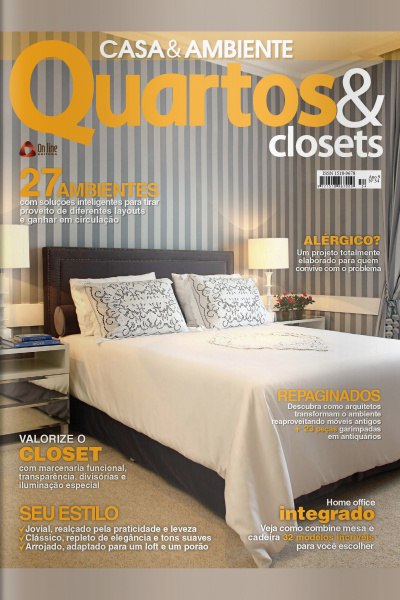 CASA&AMBIENTE
Quartos&
closets
On line
EDITORA
ISSN 1518-9678
Ano 9
Nº 54
27 AMBIENTES
com soluções inteligentes para tirar
proveito de diferentes layouts
e ganhar em circulação
ALÉRGICO?
Um projeto totalmente
elaborado para quem
convive com o problema
REPAGINADOS
Descubra como arquitetos
transformam o ambiente
reaproveitando móveis antigos
+ 23 peças garimpadas
em antiquários
VALORIZE O
CLOSET
com marcenaria funcional,
transparência, divisórias e
iluminação especial
SEU ESTILO
✓Jovial, realçado pela praticidade e leveza
✓Clássico, repleto de elegância e tons suaves
✓Arrojado, adaptado para um loft e um porão
Home office
integrado
Veja como combine mesa e
cadeira 32 modelos incríveis
para você escolher